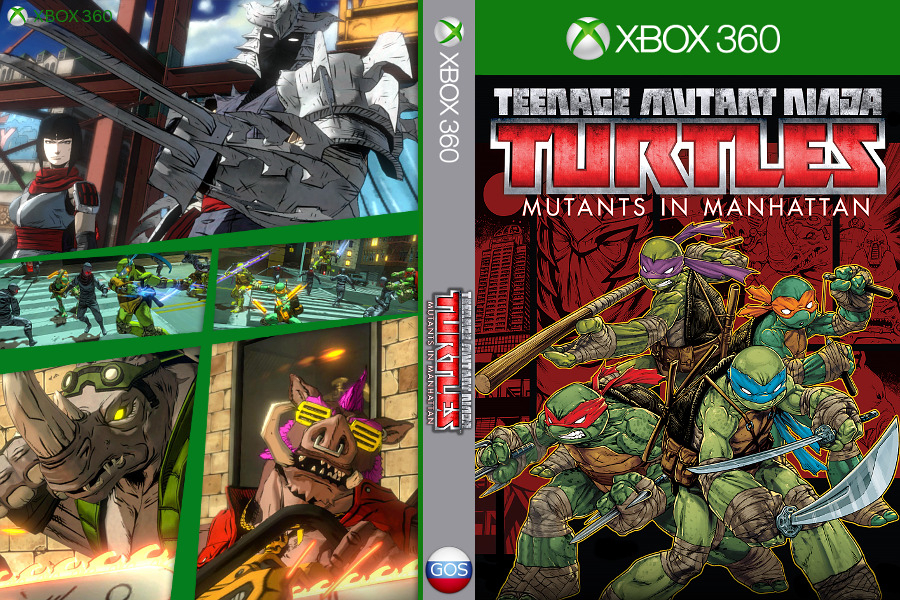 XBOX 360
XBOX 360
TEENAGE MUTANT NINJA
TURTLES
MUTANTS IN MANHATTAN
GOS
XBOX 360
TEENAGE MUTANT NINJA
TURTLES
MUTANTS IN MANHATTAN